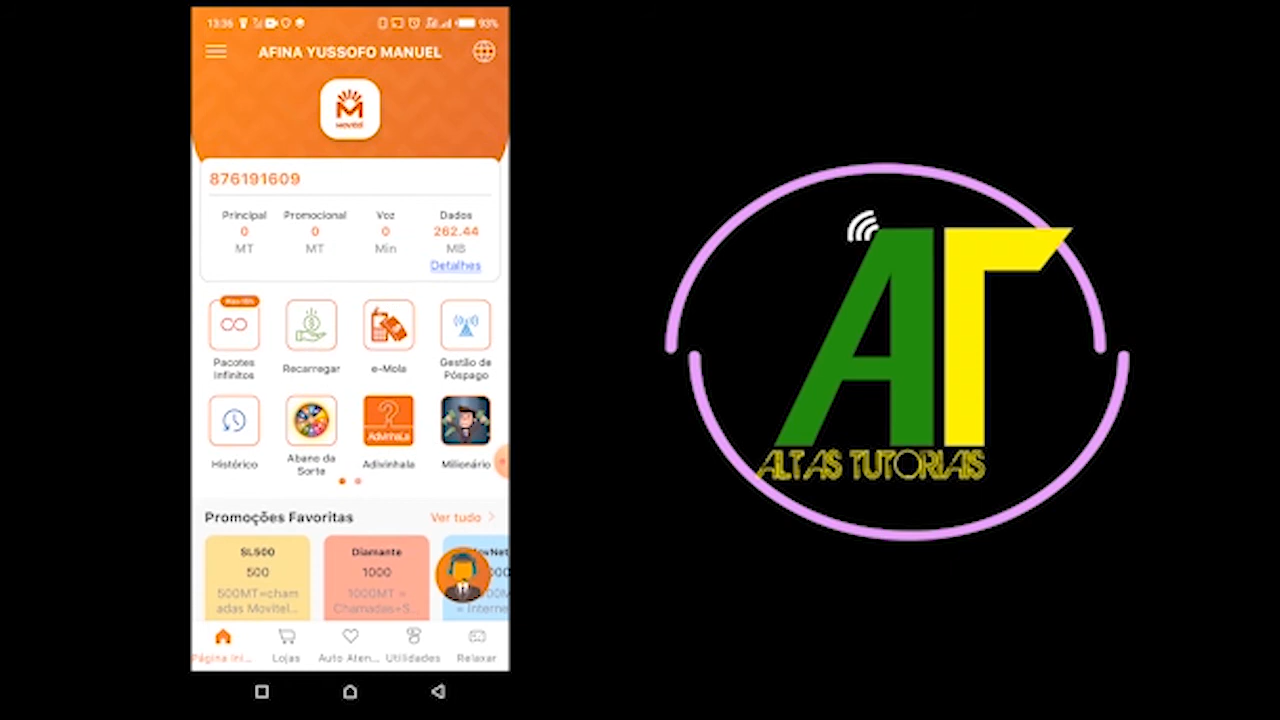 13:36
93%
AFINA YUSSOFO MANUEL
M
Movitel
876191609
Principal Promocional Voz Dados
0 0 0 262.44
MT MT Min MB
Detalhes
Pacotes Infinitos
Recarregar
e-Mola
Gestão de Póspago
Histórico
Abano da Sorte
Adivinhala
Adivinhala
Milionário
Promoções Favoritas
Ver tudo
SL500
500
500MT=cham
adas Movitel...
Diamante
1000
1000MT =
Chamadas+S...
= Interne
Página Ini... Lojas Auto Aten... Utilidades Relaxar
AT
ALTAS TUTORIAIS